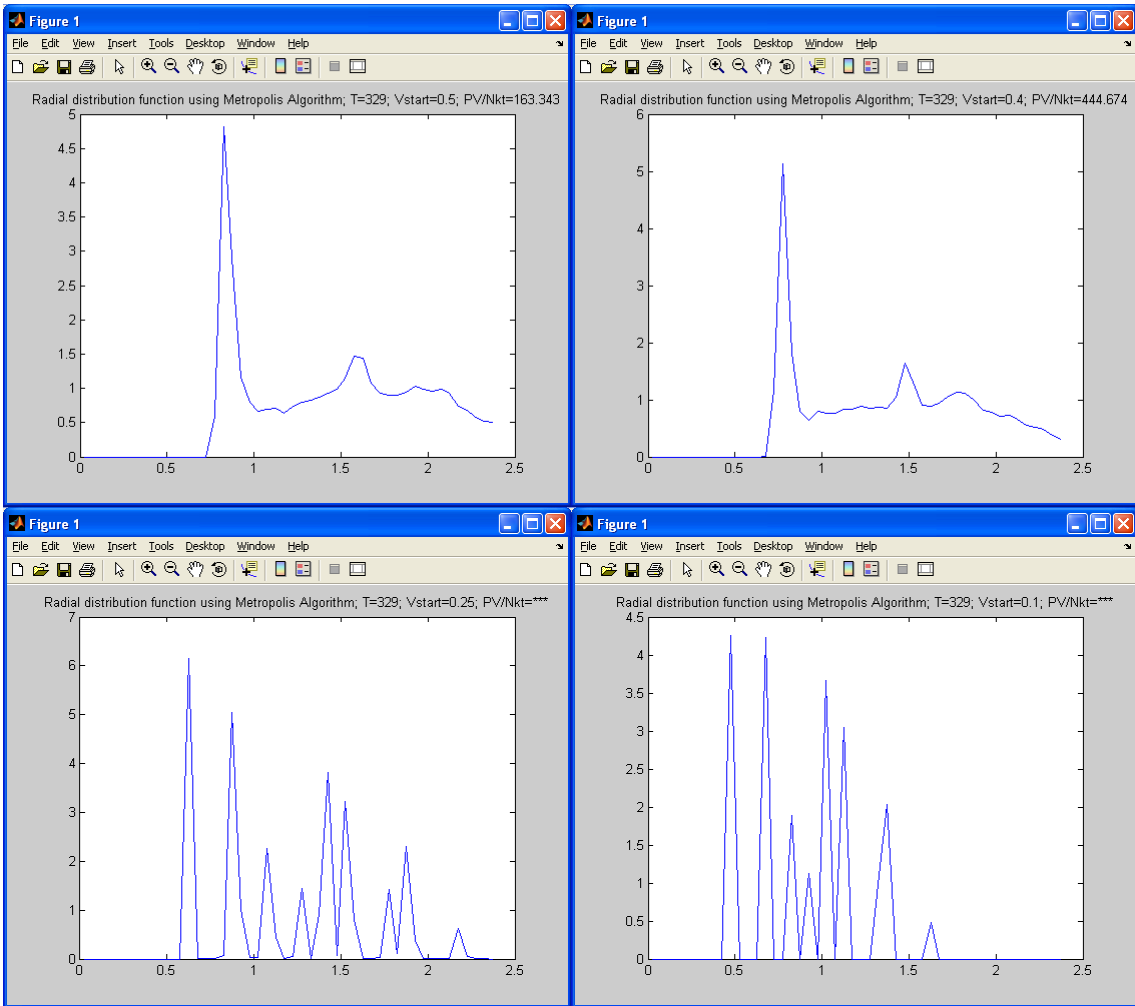 Figure 1
File Edit View Insert Tools Desktop Window Help
Radial distribution function using Metropolis Algorithm; T=329; Vstart=0.5; PV/Nkt=163.343
5
4.5
4
3.5
3
2.5
2
1.5
1
0.5
0
0 0.5 1 1.5 2 2.5
Figure 1
File Edit View Insert Tools Desktop Window Help
Radial distribution function using Metropolis Algorithm; T=329; Vstart=0.4; PV/Nkt=444.674
6
5
4
3
2
1
0
0 0.5 1 1.5 2 2.5
Figure 1
File Edit View Insert Tools Desktop Window Help
Radial distribution function using Metropolis Algorithm; T=329; Vstart=0.25; PV/Nkt=***
7
6
5
4
3
2
1
0
0 0.5 1 1.5 2 2.5
Figure 1
File Edit View Insert Tools Desktop Window Help
Radial distribution function using Metropolis Algorithm; T=329; Vstart=0.1; PV/Nkt=***
4.5
4
3.5
3
2.5
2
1.5
1
0.5
0
0 0.5 1 1.5 2 2.5